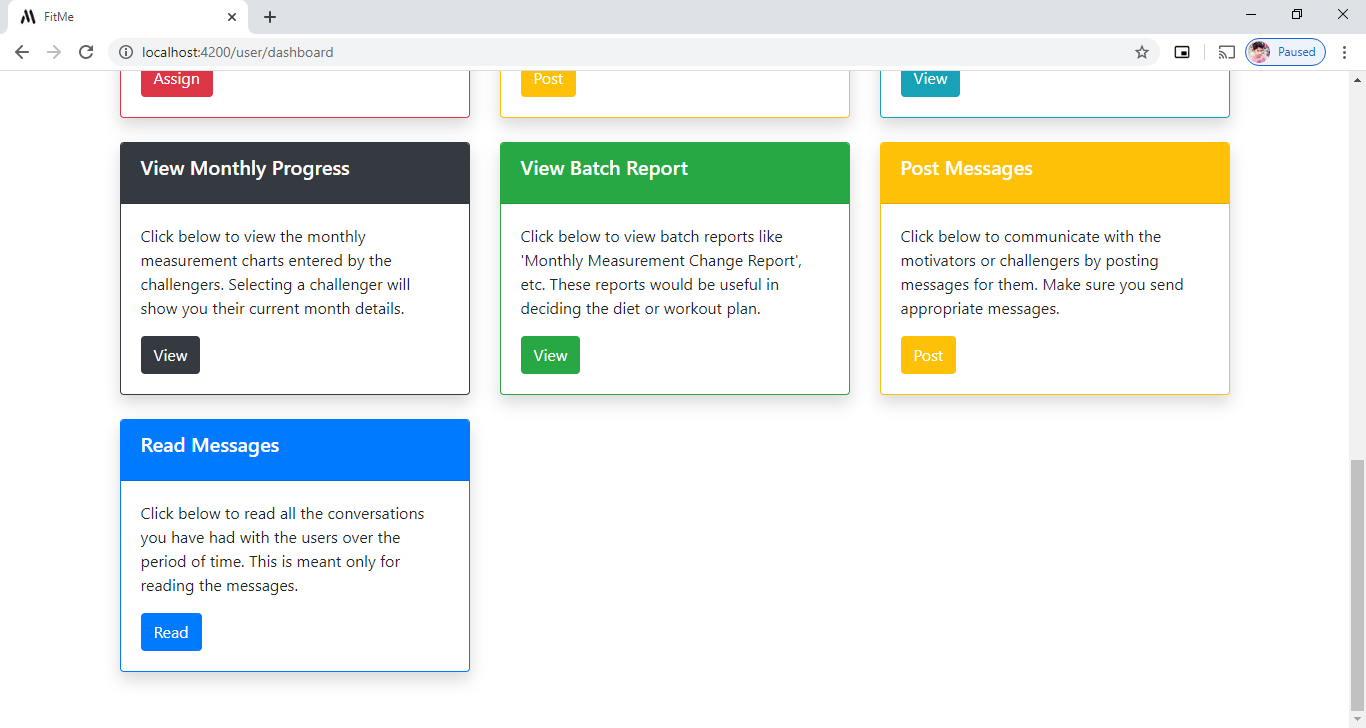 FitMe
localhost:4200/user/dashboard
Paused
Assign
Post
View
View Monthly Progress
Click below to view the monthly
measurement charts entered by the
challengers. Selecting a challenger will
show you their current month details.
View
View Batch Report
Click below to view batch reports like
'Monthly Measurement Change Report',
etc. These reports would be useful in
deciding the diet or workout plan.
View
Post Messages
Click below to communicate with the
motivators or challengers by posting
messages for them. Make sure you send
appropriate messages.
Post
Read Messages
Click below to read all the conversations
you have had with the users over the
period of time. This is meant only for
reading the messages.
Read